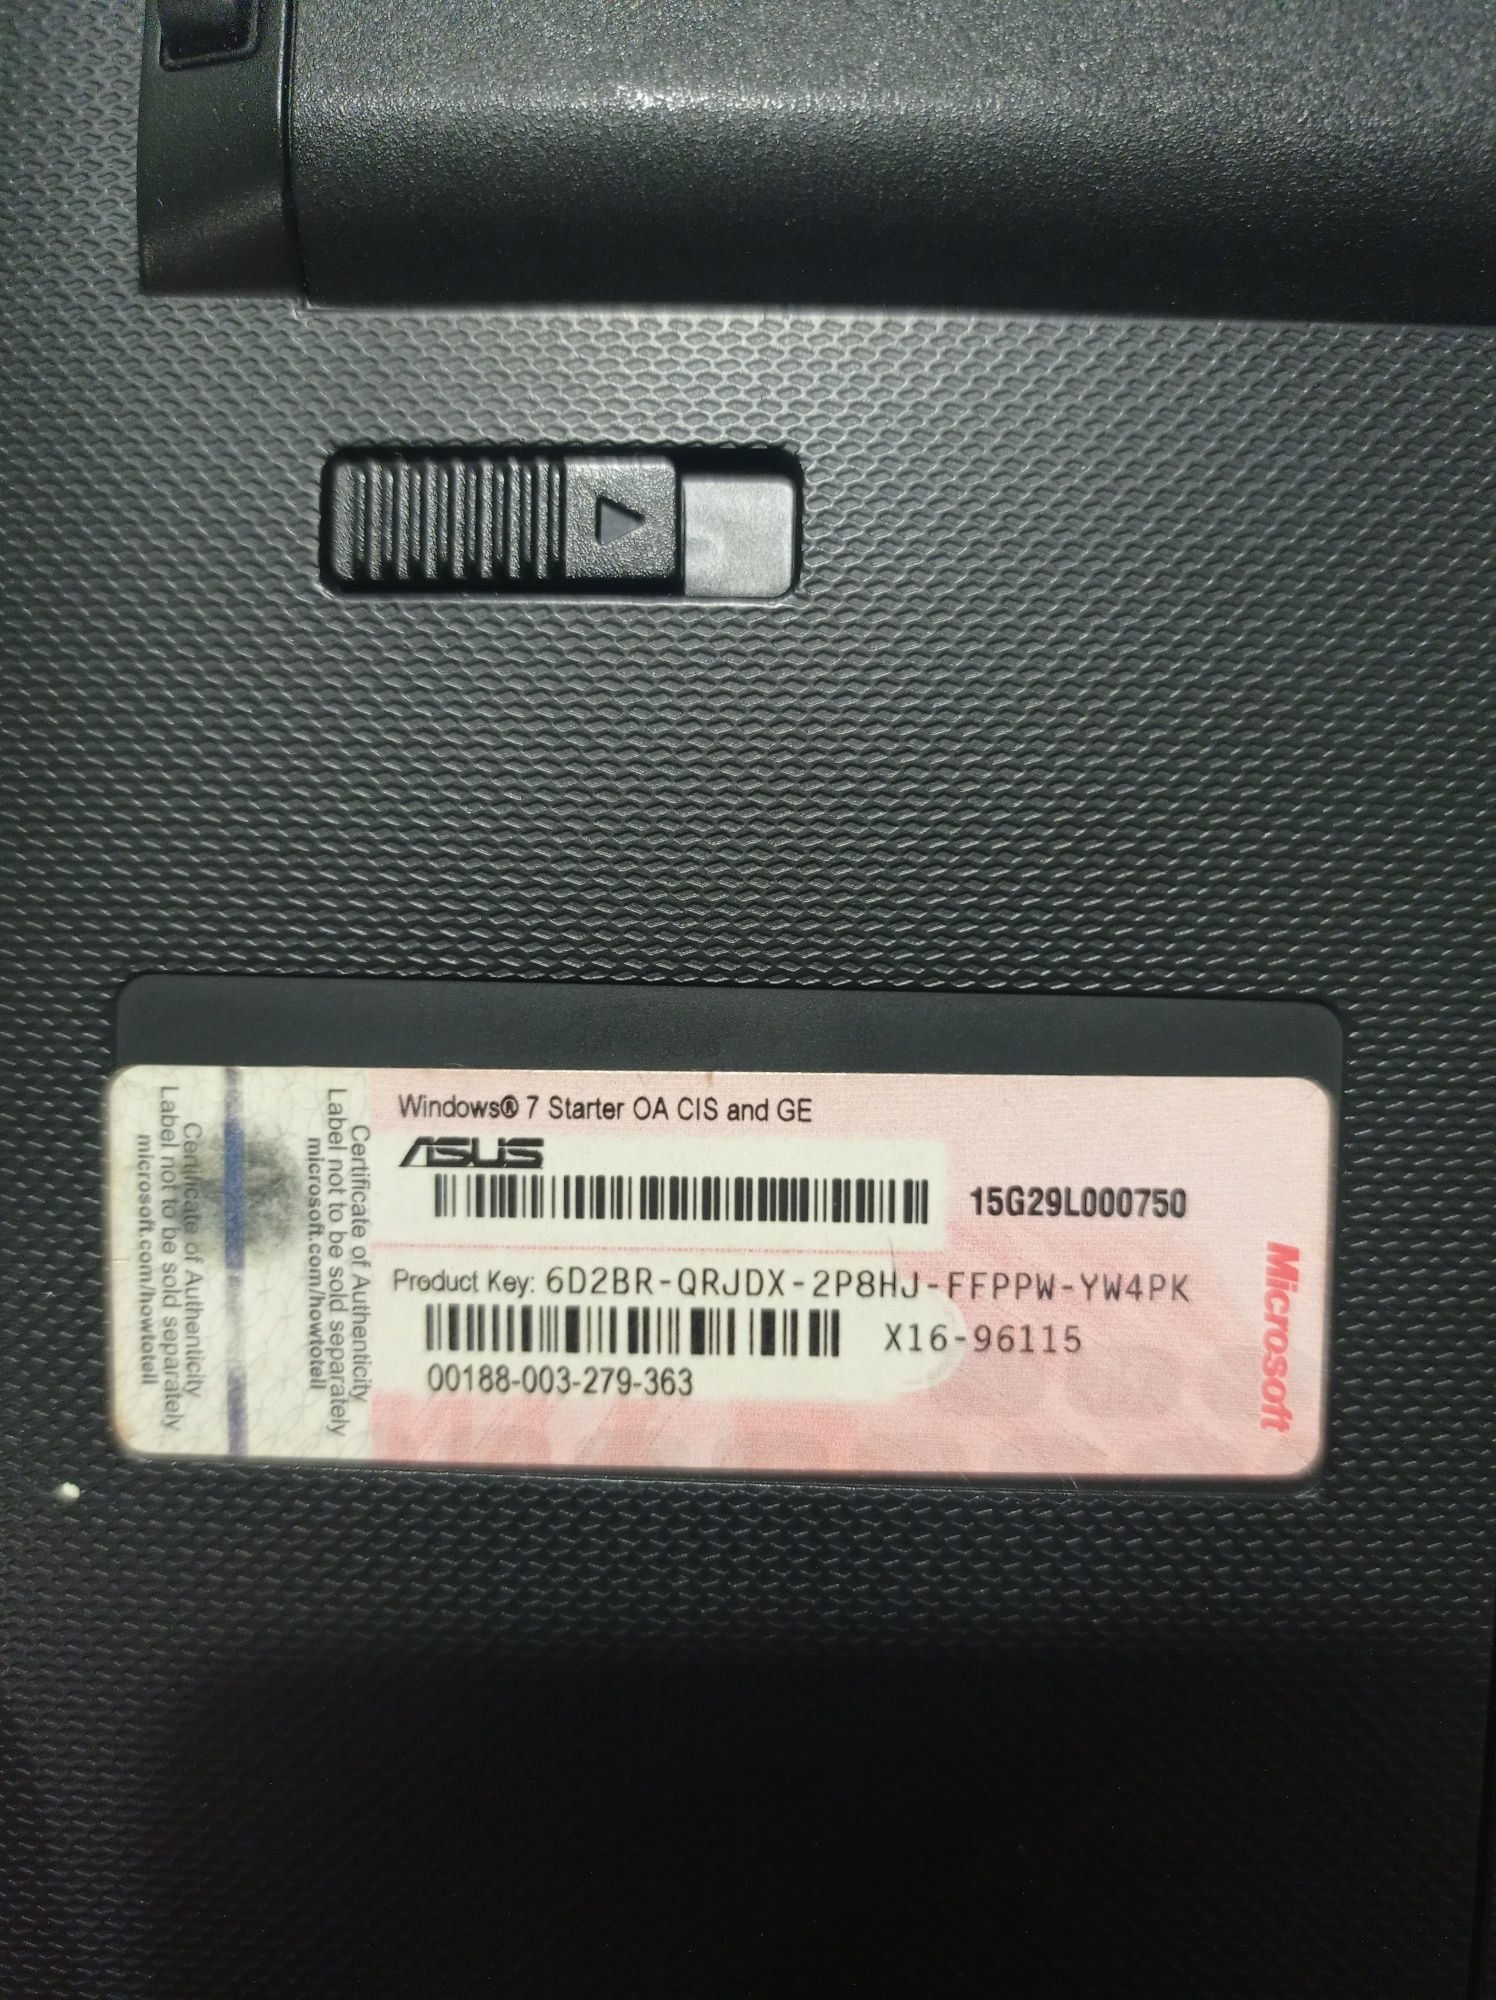 Windows® 7 Starter OA CIS and GE
ASUS
15G29L000750
Product Key: 6D2BR-QRJDX-2P8HJ-FFPPW-YW4PK
X16-96115
00188-003-279-363
Microsoft
Certificate of Authenticity
Label not to be sold separately
microsoft.com/howtotell
Certificate of Authenticity
Label not to be sold separately
microsoft.com/howtotell